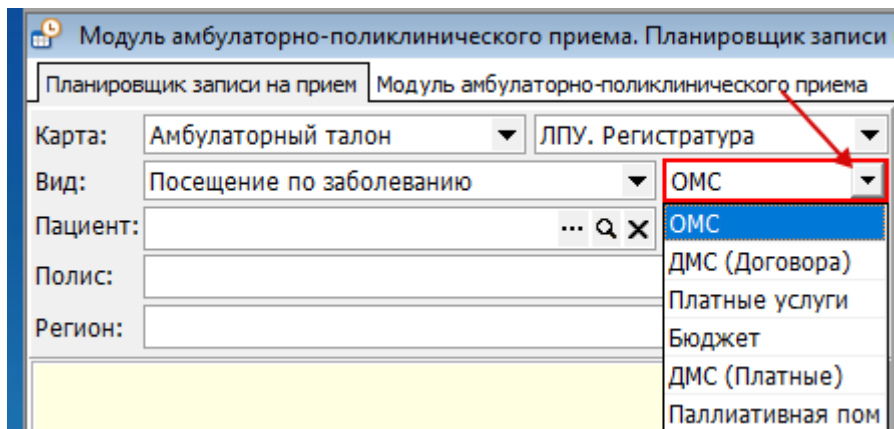 Модуль амбулаторно-поликлинического приема. Планировщик записи
Планировщик записи на прием Модуль амбулаторно-поликлинического приема
Карта: Амбулаторный талон ЛПУ. Регистратура
Вид: Посещение по заболеванию ОМС
Пациент: ОМС
ДМС (Договора)
Полис:
Платные услуги
Регион:
Бюджет
ДМС (Платные)
Паллиативная пом